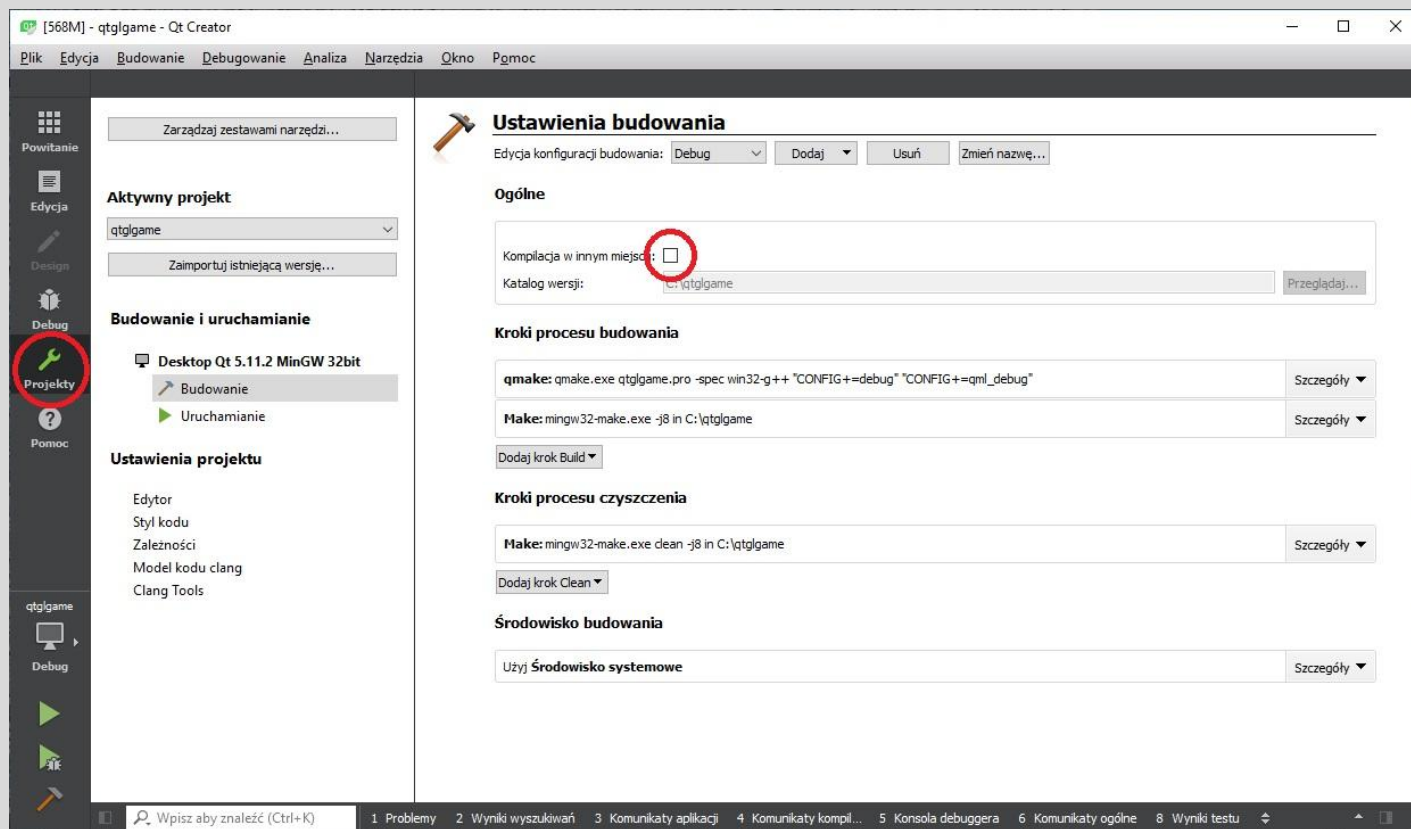 [568M] - qtglgame - Qt Creator
Plik Edycja Budowanie Debugowanie Analiza Narzędzia Okno Pomoc
Powitanie
Edycja
Design
Debug
Projekty
Pomoc
qtglgame
Debug
Zarządzaj zestawami narzędzi...
Aktywny projekt
qtglgame
Zaimportuj istniejącą wersję...
Budowanie i uruchamianie
Desktop Qt 5.11.2 MinGW 32bit
Budowanie
Uruchamianie
Ustawienia projektu
Edytor
Styl kodu
Zależności
Model kodu clang
Clang Tools
Ustawienia budowania
Edycja konfiguracji budowania: Debug Dodaj Usuń Zmień nazwę...
Ogólne
Kompilacja w innym miejscu:
Katalog wersji: C:\qtglgame Przeglądaj...
Kroki procesu budowania
qmake: qmake.exe qtglgame.pro -spec win32-g++ "CONFIG+=debug" "CONFIG+=qml_debug" Szczegóły
Make: mingw32-make.exe -j8 in C:\qtglgame Szczegóły
Dodaj krok Build
Kroki procesu czyszczenia
Make: mingw32-make.exe clean -j8 in C:\qtglgame Szczegóły
Dodaj krok Clean
Środowisko budowania
Użyj Środowisko systemowe Szczegóły
Wpisz aby znaleźć (Ctrl+K) 1 Problemy 2 Wyniki wyszukiwań 3 Komunikaty aplikacji 4 Komunikaty kompil... 5 Konsola debuggera 6 Komunikaty ogólne 8 Wyniki testu